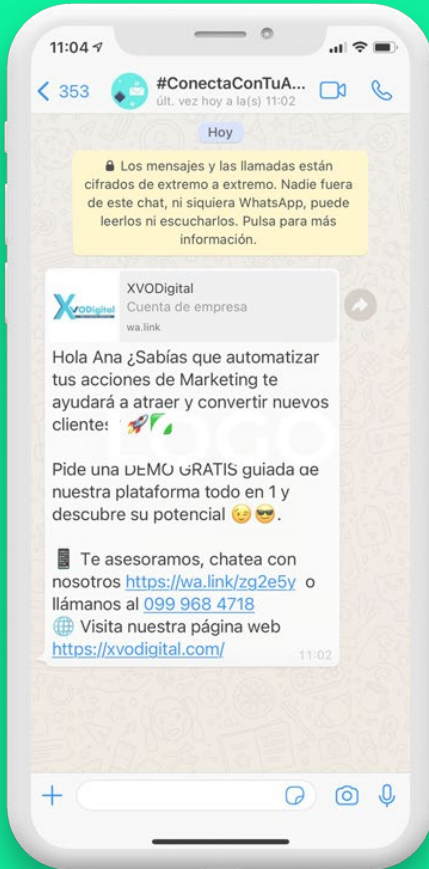 11:04
353
#ConectaConTuA...
últ. vez hoy a la(s) 11:02
Hoy
Los mensajes y las llamadas están
cifrados de extremo a extremo. Nadie fuera
de este chat, ni siquiera WhatsApp, puede
leerlos ni escucharlos. Pulsa para más
información.
XVODigital
XVODigital
Cuenta de empresa
wa.link
Hola Ana ¿Sabías que automatizar
tus acciones de Marketing te
ayudará a atraer y convertir nuevos
clientes
LOGO
Pide una DEMO GRATIS guiada de
nuestra plataforma todo en 1 y
descubre su potencial 😉 😎.
📱 Te asesoramos, chatea con
nosotros https://wa.link/zg2e5y o
llámanos al 099 968 4718
🌐 Visita nuestra página web
https://xvodigital.com/
11:02